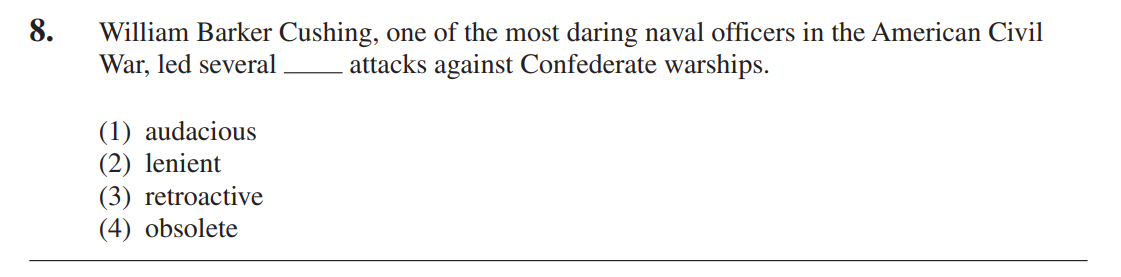 8. William Barker Cushing, one of the most daring naval officers in the American Civil
War, led several _____ attacks against Confederate warships.
(1) audacious
(2) lenient
(3) retroactive
(4) obsolete